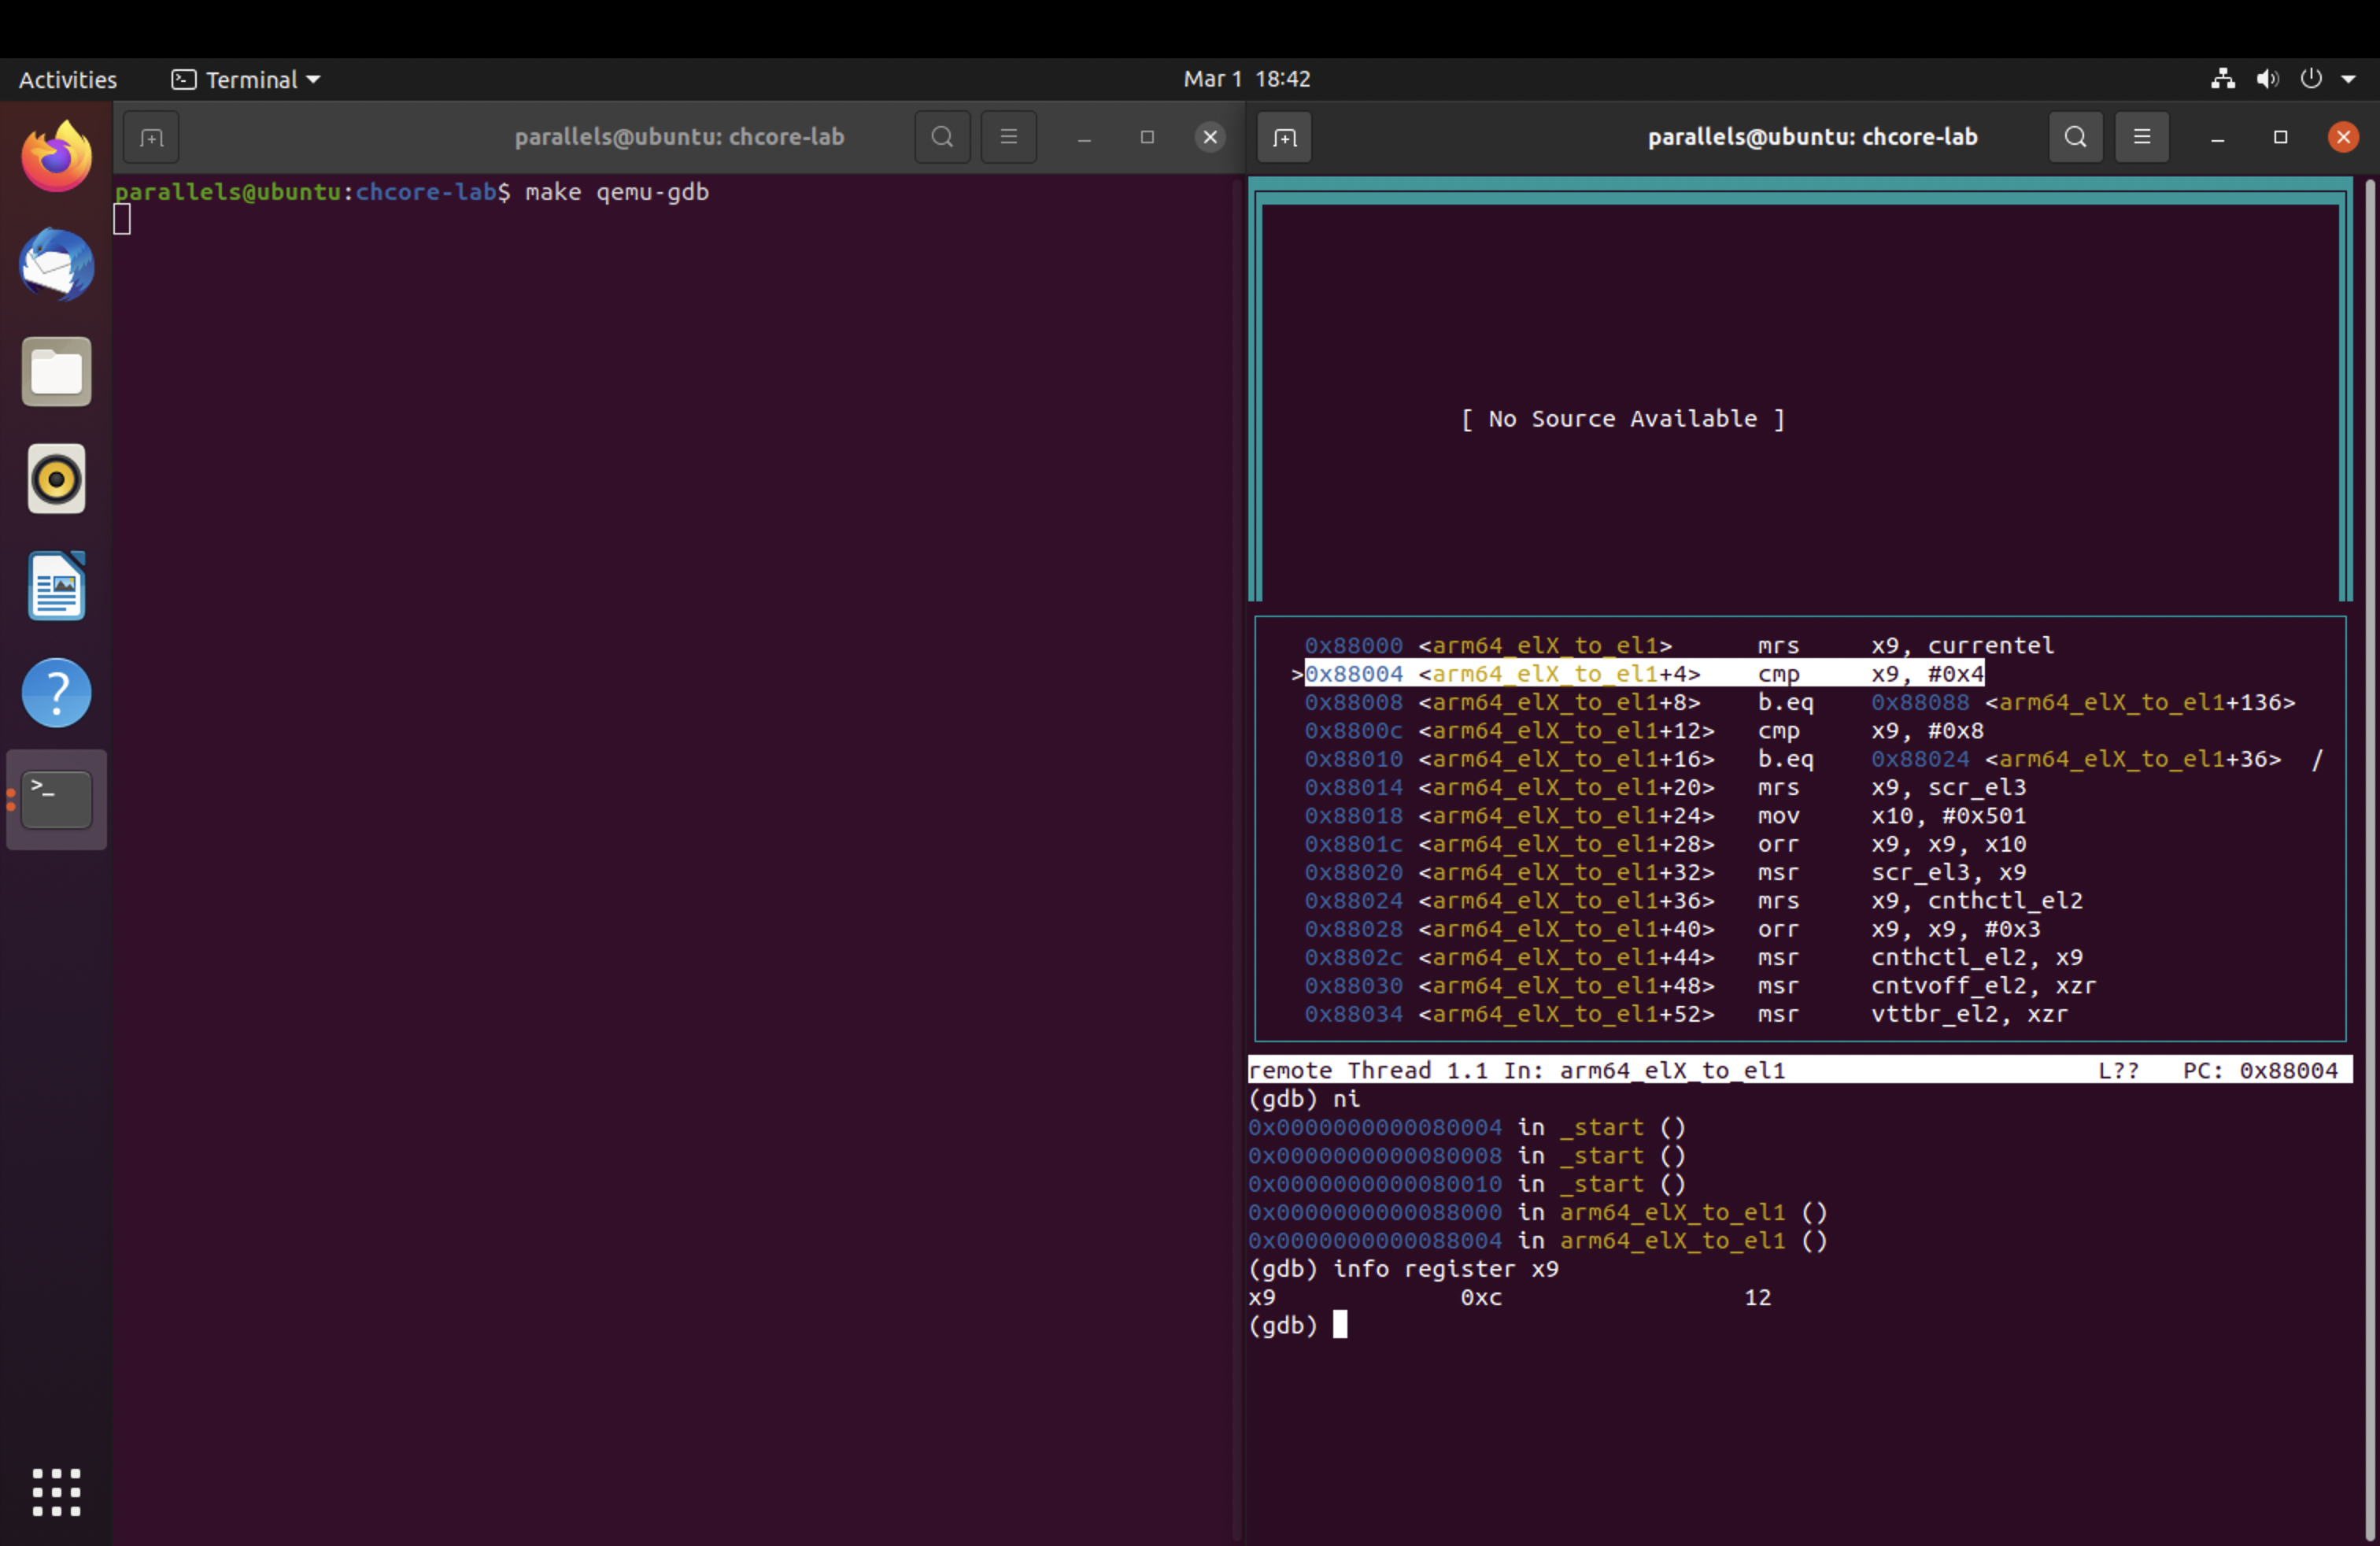 Activities Terminal Mar 1 18:42
parallels@ubuntu: chcore-lab
parallels@ubuntu:chcore-lab$ make qemu-gdb
parallels@ubuntu: chcore-lab
[ No Source Available ]
0x88000 <arm64_elX_to_el1> mrs x9, currentel
>0x88004 <arm64_elX_to_el1+4> cmp x9, #0x4
0x88008 <arm64_elX_to_el1+8> b.eq 0x88088 <arm64_elX_to_el1+136>
0x8800c <arm64_elX_to_el1+12> cmp x9, #0x8
0x88010 <arm64_elX_to_el1+16> b.eq 0x88024 <arm64_elX_to_el1+36> /
0x88014 <arm64_elX_to_el1+20> mrs x9, scr_el3
0x88018 <arm64_elX_to_el1+24> mov x10, #0x501
0x8801c <arm64_elX_to_el1+28> orr x9, x9, x10
0x88020 <arm64_elX_to_el1+32> msr scr_el3, x9
0x88024 <arm64_elX_to_el1+36> mrs x9, cnthctl_el2
0x88028 <arm64_elX_to_el1+40> orr x9, x9, #0x3
0x8802c <arm64_elX_to_el1+44> msr cnthctl_el2, x9
0x88030 <arm64_elX_to_el1+48> msr cntvoff_el2, xzr
0x88034 <arm64_elX_to_el1+52> msr vttbr_el2, xzr
remote Thread 1.1 In: arm64_elX_to_el1 L?? PC: 0x88004
(gdb) ni
0x0000000000080004 in _start ()
0x0000000000080008 in _start ()
0x0000000000080010 in _start ()
0x0000000000088000 in arm64_elX_to_el1 ()
0x0000000000088004 in arm64_elX_to_el1 ()
(gdb) info register x9
x9 0xc 12
(gdb)